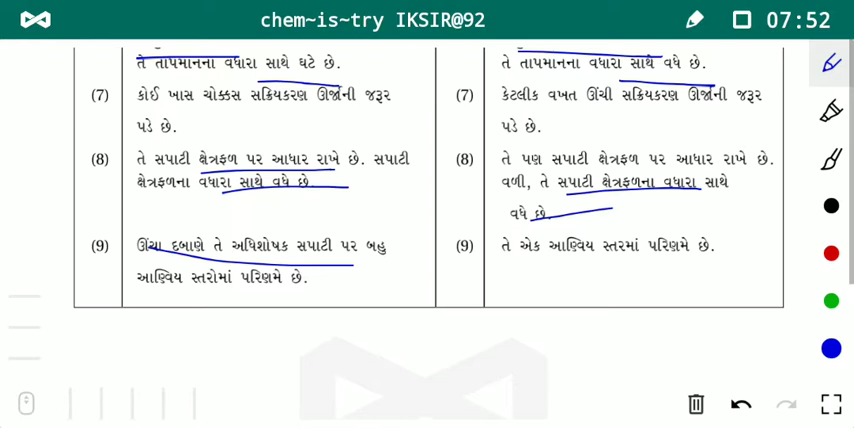 chem~is~try IKSIR@92
07:52
તે તાપમાનના વધારા સાથે ઘટે છે.
(7) કોઈ ખાસ ચોક્કસ સક્રિયકરણ ઊર્જાની જરૂર
પડે છે.
(8) તે સપાટી ક્ષેત્રફળ પર આધાર રાખે છે. સપાટી
ક્ષેત્રફળના વધારા સાથે વધે છે.
(9) ઊંચા દબાણે તે અધિશોષક સપાટી પર બહુ
આણ્વિય સ્તરોમાં પરિણમે છે.
તે તાપમાનના વધારા સાથે વધે છે.
(7) કેટલીક વખત ઊંચી સક્રિયકરણ ઊર્જાની જરૂર
પડે છે.
(8) તે પણ સપાટી ક્ષેત્રફળ પર આધાર રાખે છે.
વળી, તે સપાટી ક્ષેત્રફળના વધારા સાથે
વધે છે.
(9) તે એક આણ્વિય સ્તરમાં પરિણમે છે.